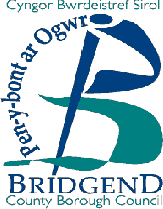 Cyngor Bwrdeistref Sirol
Pen-y-bont ar Ogwr
BRIDGEND
County Borough Council